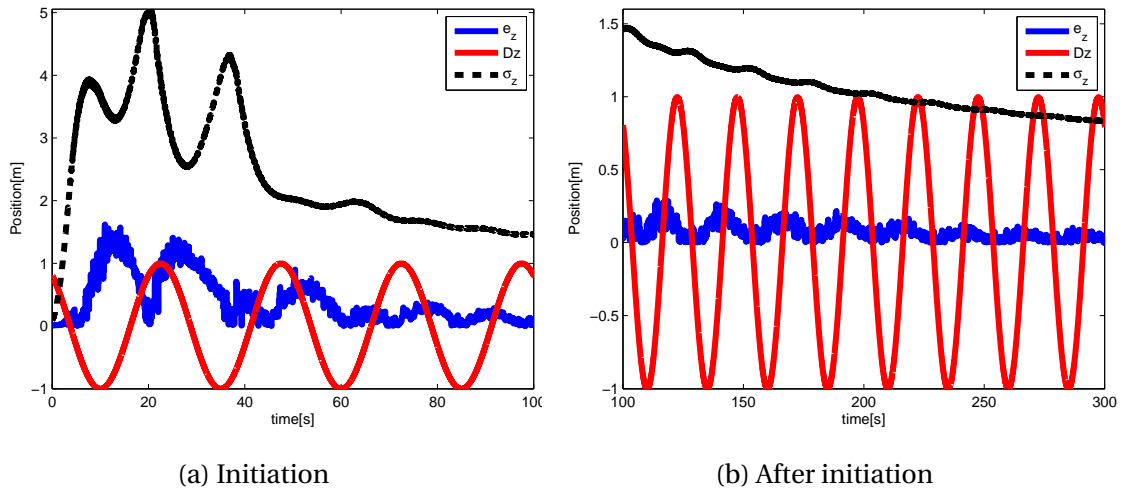 5
4
3
2
1
0
−1
0 20 40 60 80 100
Position[m]
time[s]
e_z
Dz
σ_z
(a) Initiation
1.5
1
0.5
0
−0.5
−1
100 150 200 250 300
Position[m]
time[s]
e_z
Dz
σ_z
(b) After initiation